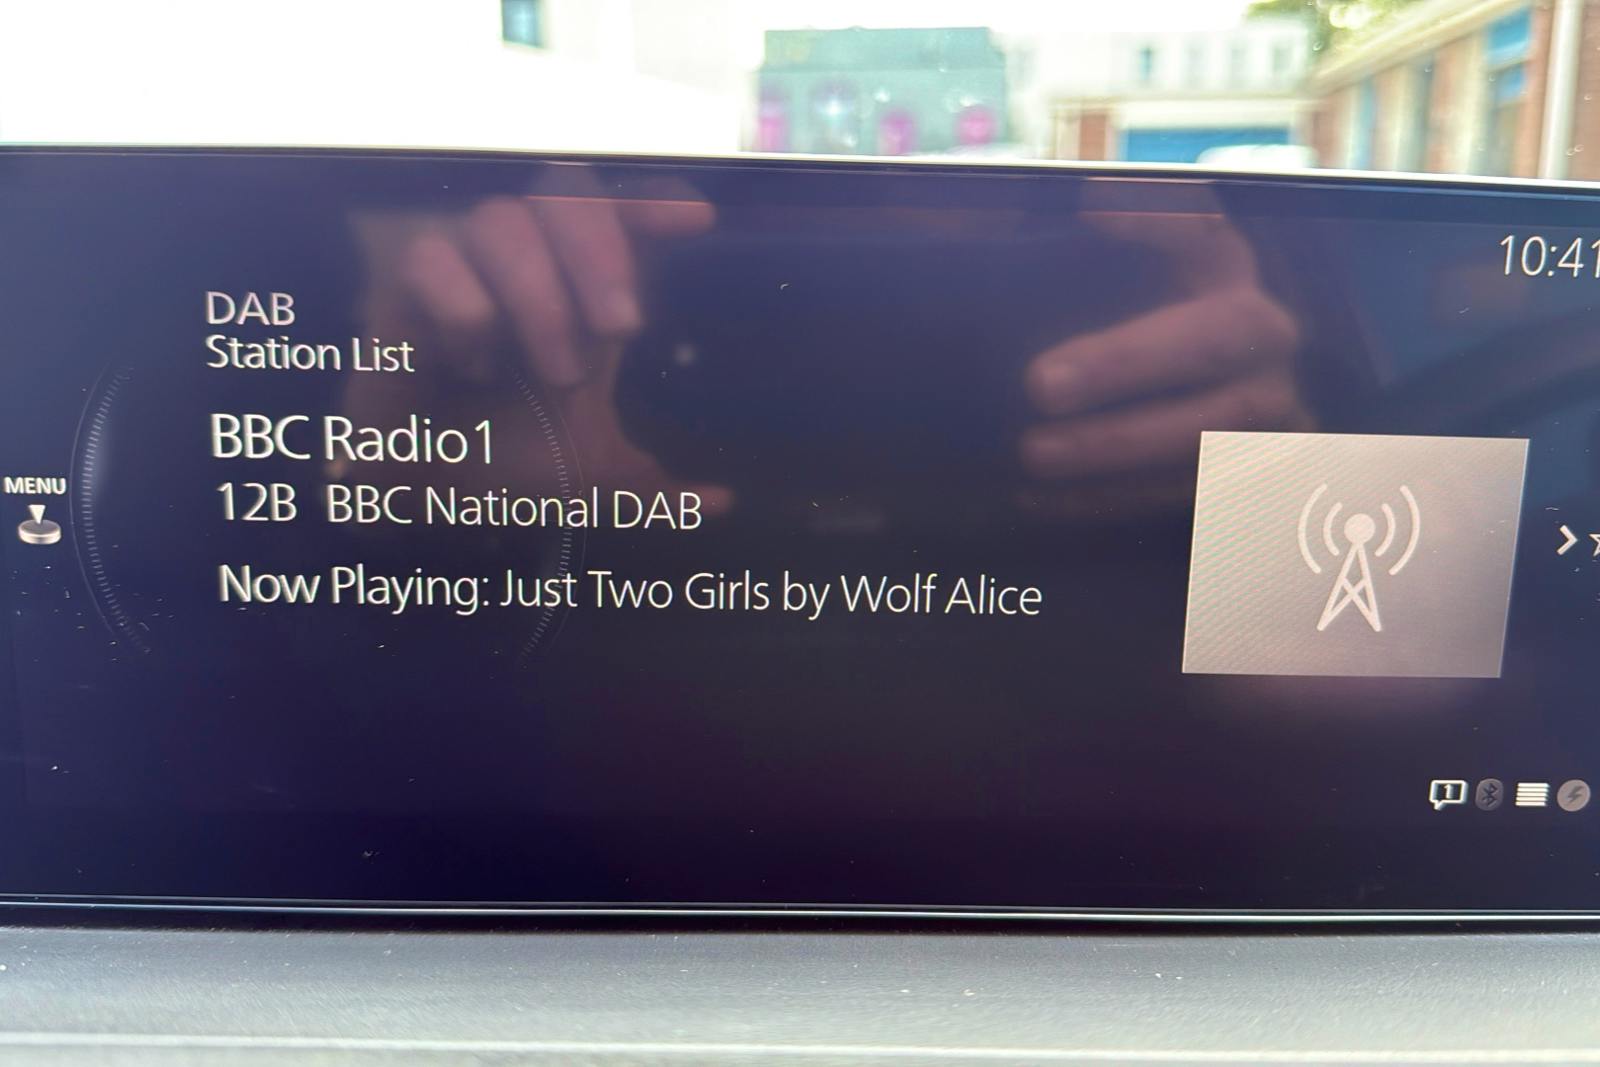 10:41
DAB
Station List
BBC Radio1
MENU
12B BBC National DAB
Now Playing: Just Two Girls by Wolf Alice
1